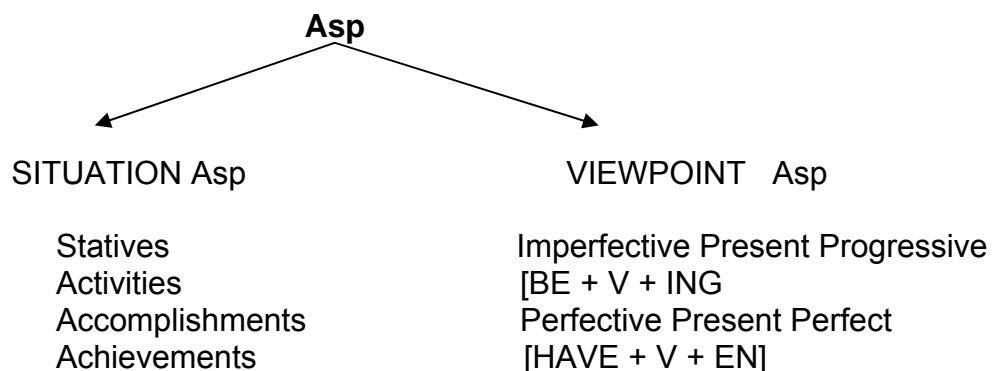 Asp
SITUATION Asp
VIEWPOINT Asp
Statives
Activities
Accomplishments
Achievements
Imperfective Present Progressive
[BE + V + ING
Perfective Present Perfect
[HAVE + V + EN]